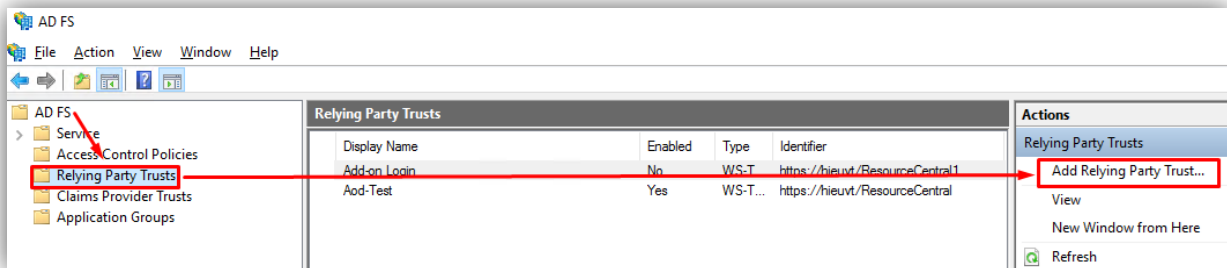 AD FS
File Action View Window Help
AD FS
Service
Access Control Policies
Relying Party Trusts
Claims Provider Trusts
Application Groups
Relying Party Trusts
Display Name Enabled Type Identifier
Add-on Login No WS-T... https://hieuvt/ResourceCentral1
Aod-Test Yes WS-T... https://hieuvt/ResourceCentral
Actions
Relying Party Trusts
Add Relying Party Trust...
View
New Window from Here
Refresh